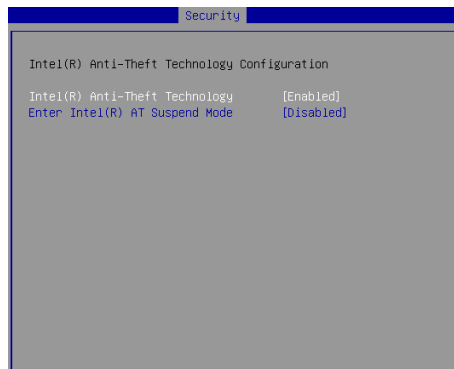 Security
Intel(R) Anti-Theft Technology Configuration
Intel(R) Anti-Theft Technology [Enabled]
Enter Intel(R) AT Suspend Mode [Disabled]